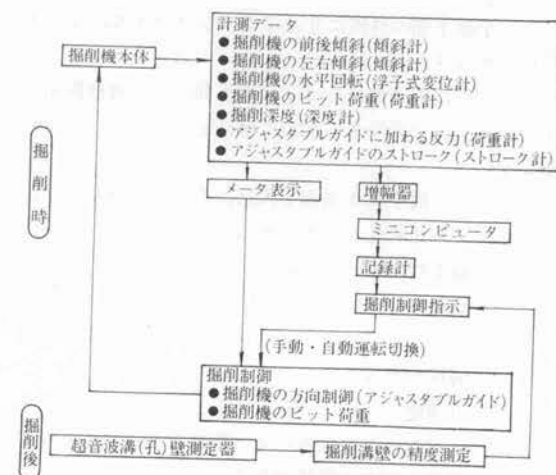 計測データ
●掘削機の前後傾斜(傾斜計)
●掘削機の左右傾斜(傾斜計)
●掘削機の水平回転(浮子式変位計)
●掘削機のビット荷重(荷重計)
●掘削深度(深度計)
●アジャスタブルガイドに加わる反力(荷重計)
●アジャスタブルガイドのストローク(ストローク計)
掘削機本体
掘削時
メータ表示
増幅器
ミニコンピュータ
記録計
掘削制御指示
(手動・自動運転切換)
掘削制御
●掘削機の方向制御(アジャスタブルガイド)
●掘削機のビット荷重
掘削後
超音波溝(孔)壁測定器
掘削溝壁の精度測定